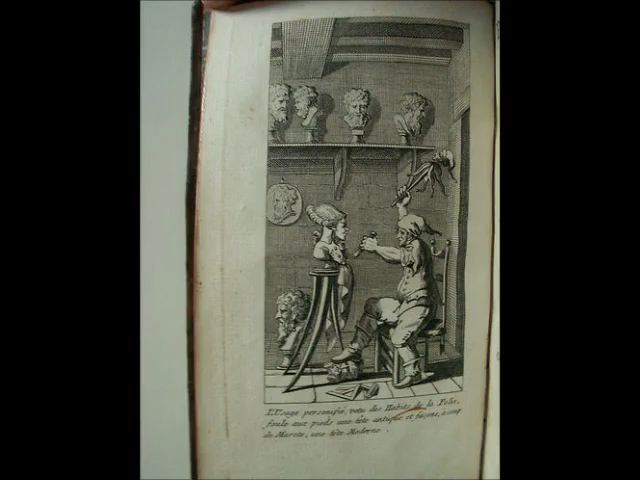 L'Usage personifié, vetu des Habits de la Folie,
foule aux pieds une tête antique et façone, à coup
de Marote, une tête Moderne.